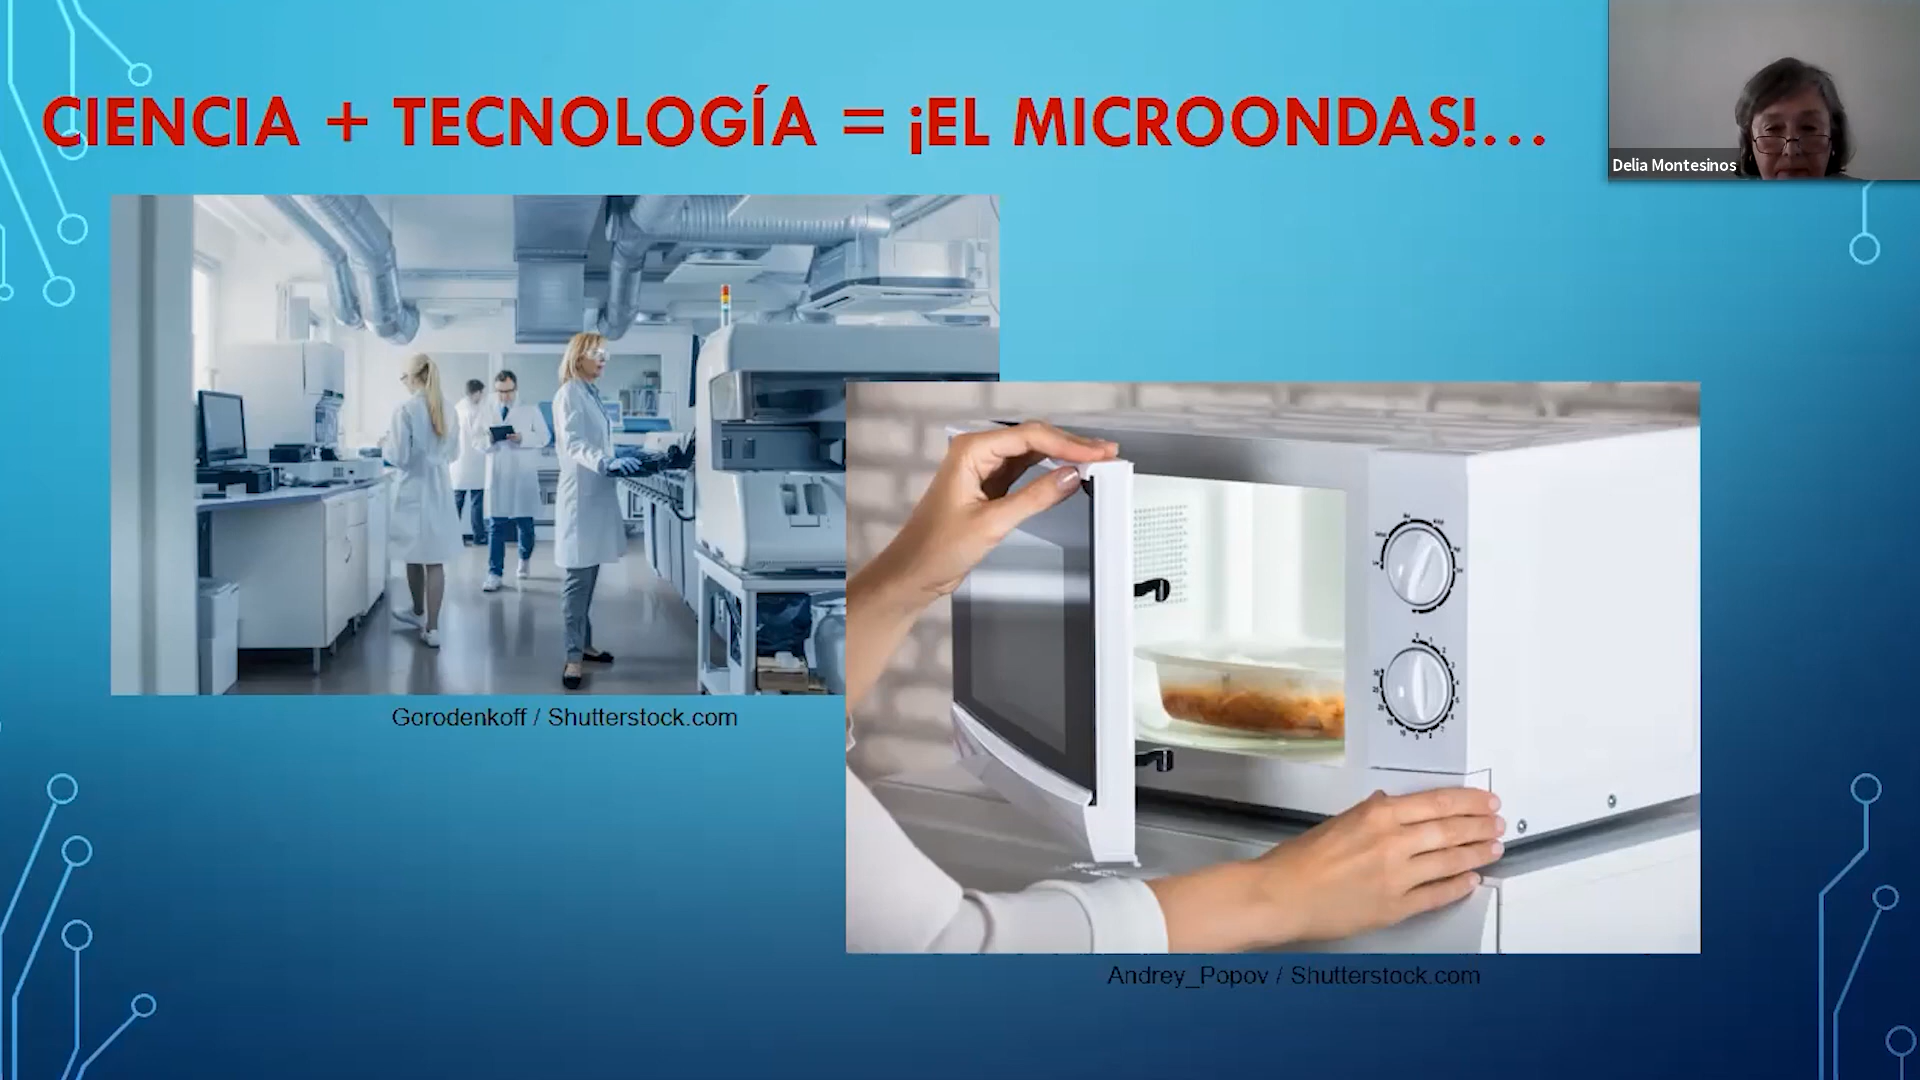 CIENCIA + TECNOLOGÍA = ¡EL MICROONDAS!...
Delia Montesinos
Gorodenkoff / Shutterstock.com
Andrey_Popov / Shutterstock.com